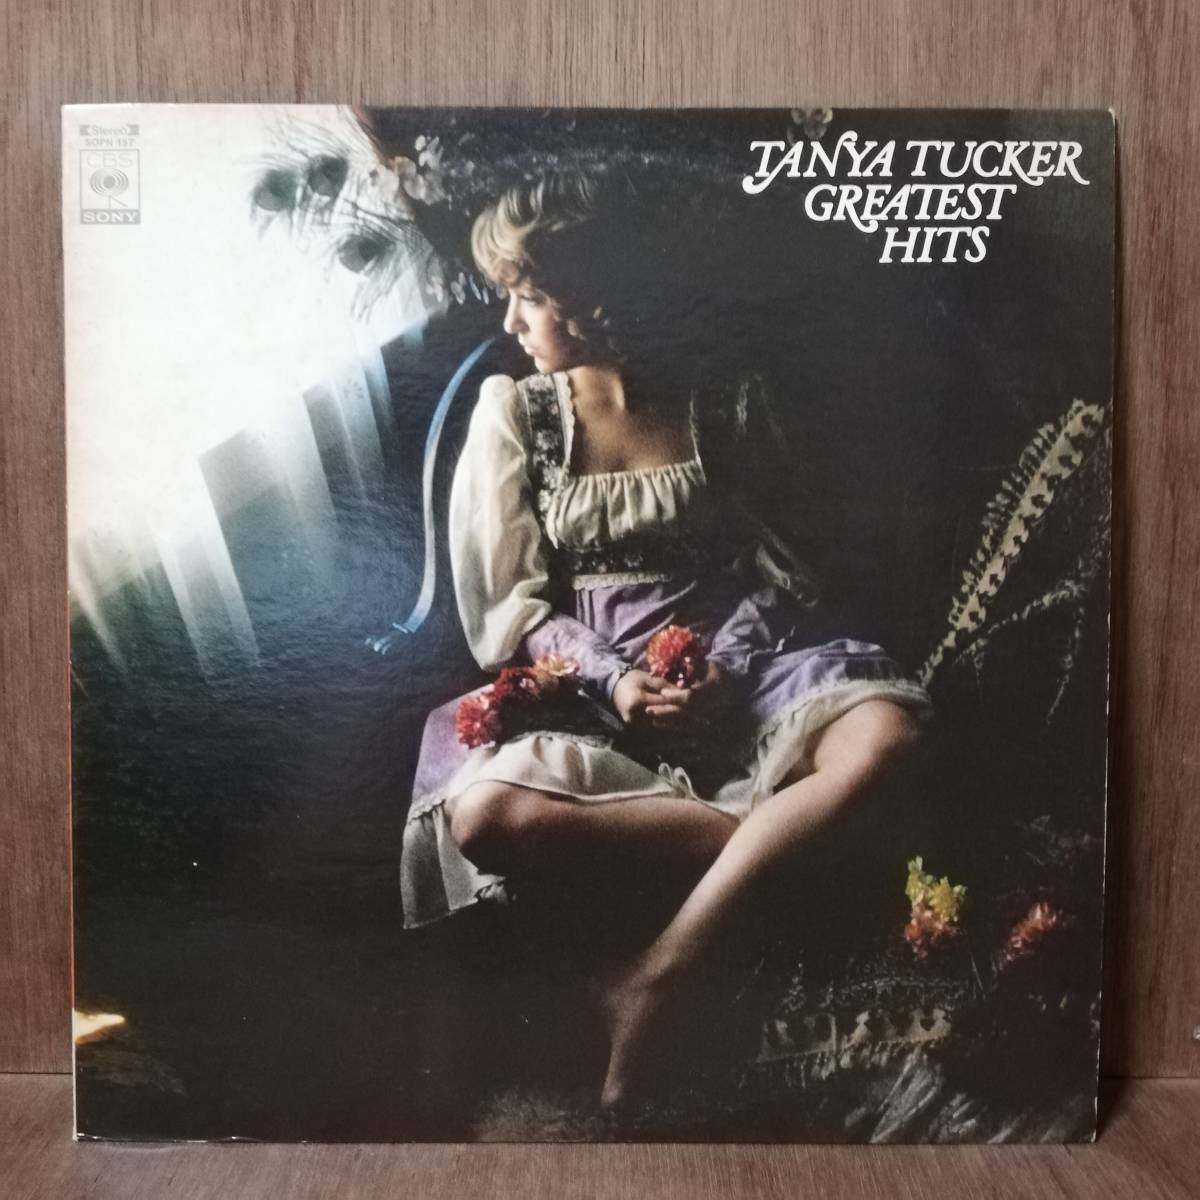 Stereo
SOPN 157
CBS
SONY
TANYA TUCKER
GREATEST
HITS